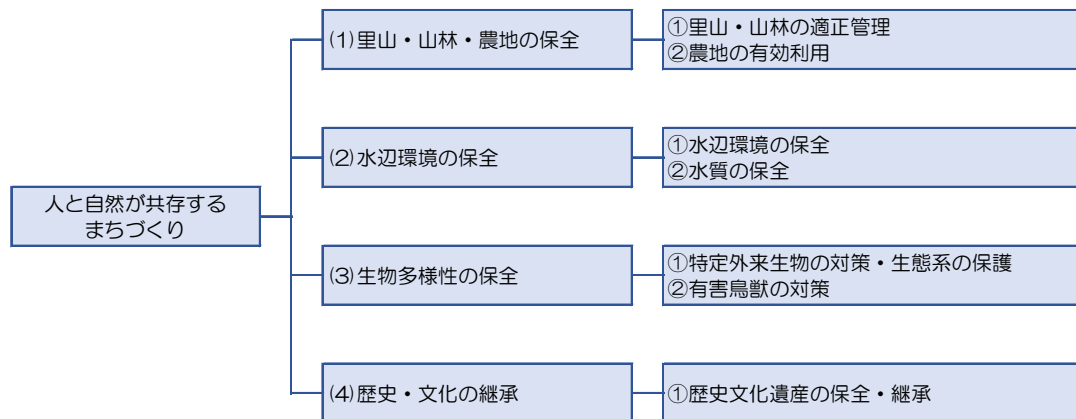 人と自然が共存する
まちづくり
(1)里山・山林・農地の保全
①里山・山林の適正管理
②農地の有効利用
(2)水辺環境の保全
①水辺環境の保全
②水質の保全
(3)生物多様性の保全
①特定外来生物の対策・生態系の保護
②有害鳥獣の対策
(4)歴史・文化の継承
①歴史文化遺産の保全・継承